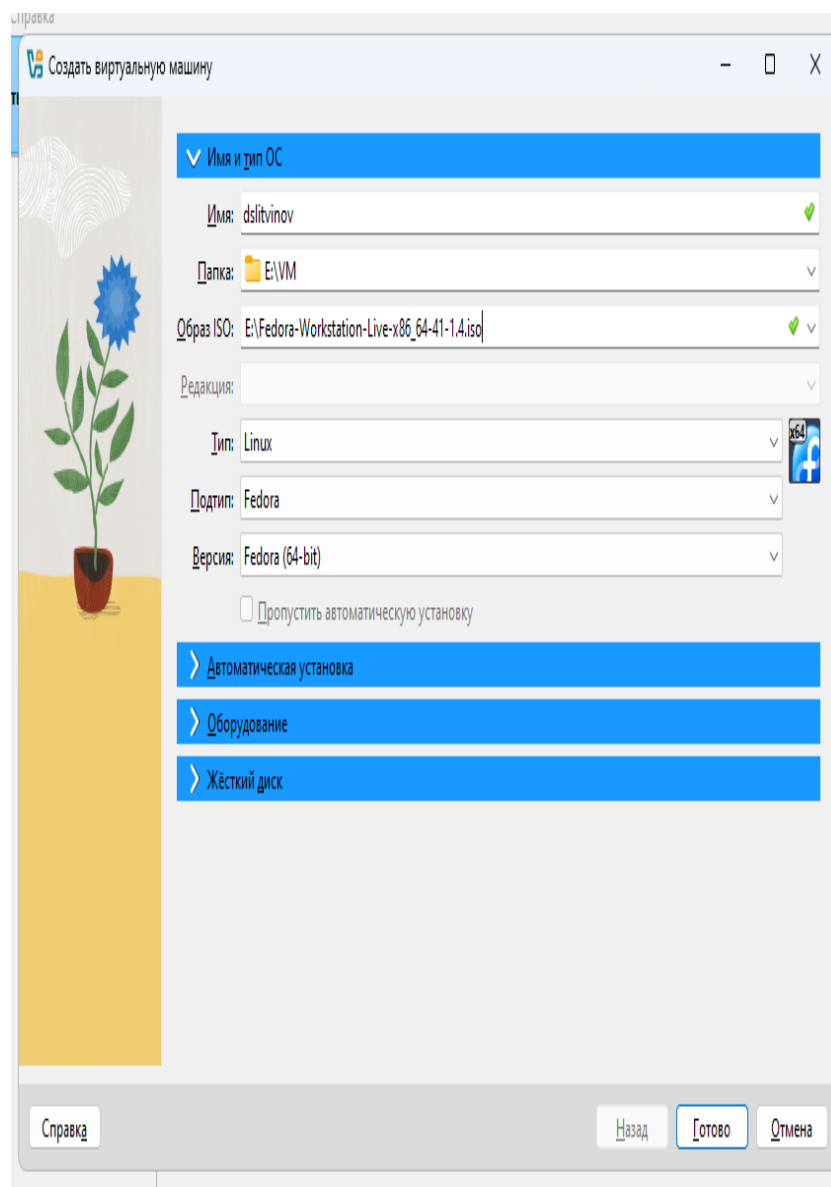 Справка
Создать виртуальную машину
Имя и тип ОС
Имя: dslitvinov
Папка: E:\VM
Образ ISO: E:\Fedora-Workstation-Live-x86_64-41-1.4.iso
Редакция:
Тип: Linux
x64
Подтип: Fedora
Версия: Fedora (64-bit)
Пропустить автоматическую установку
Автоматическая установка
Оборудование
Жёсткий диск
Справка
Назад
Готово
Отмена